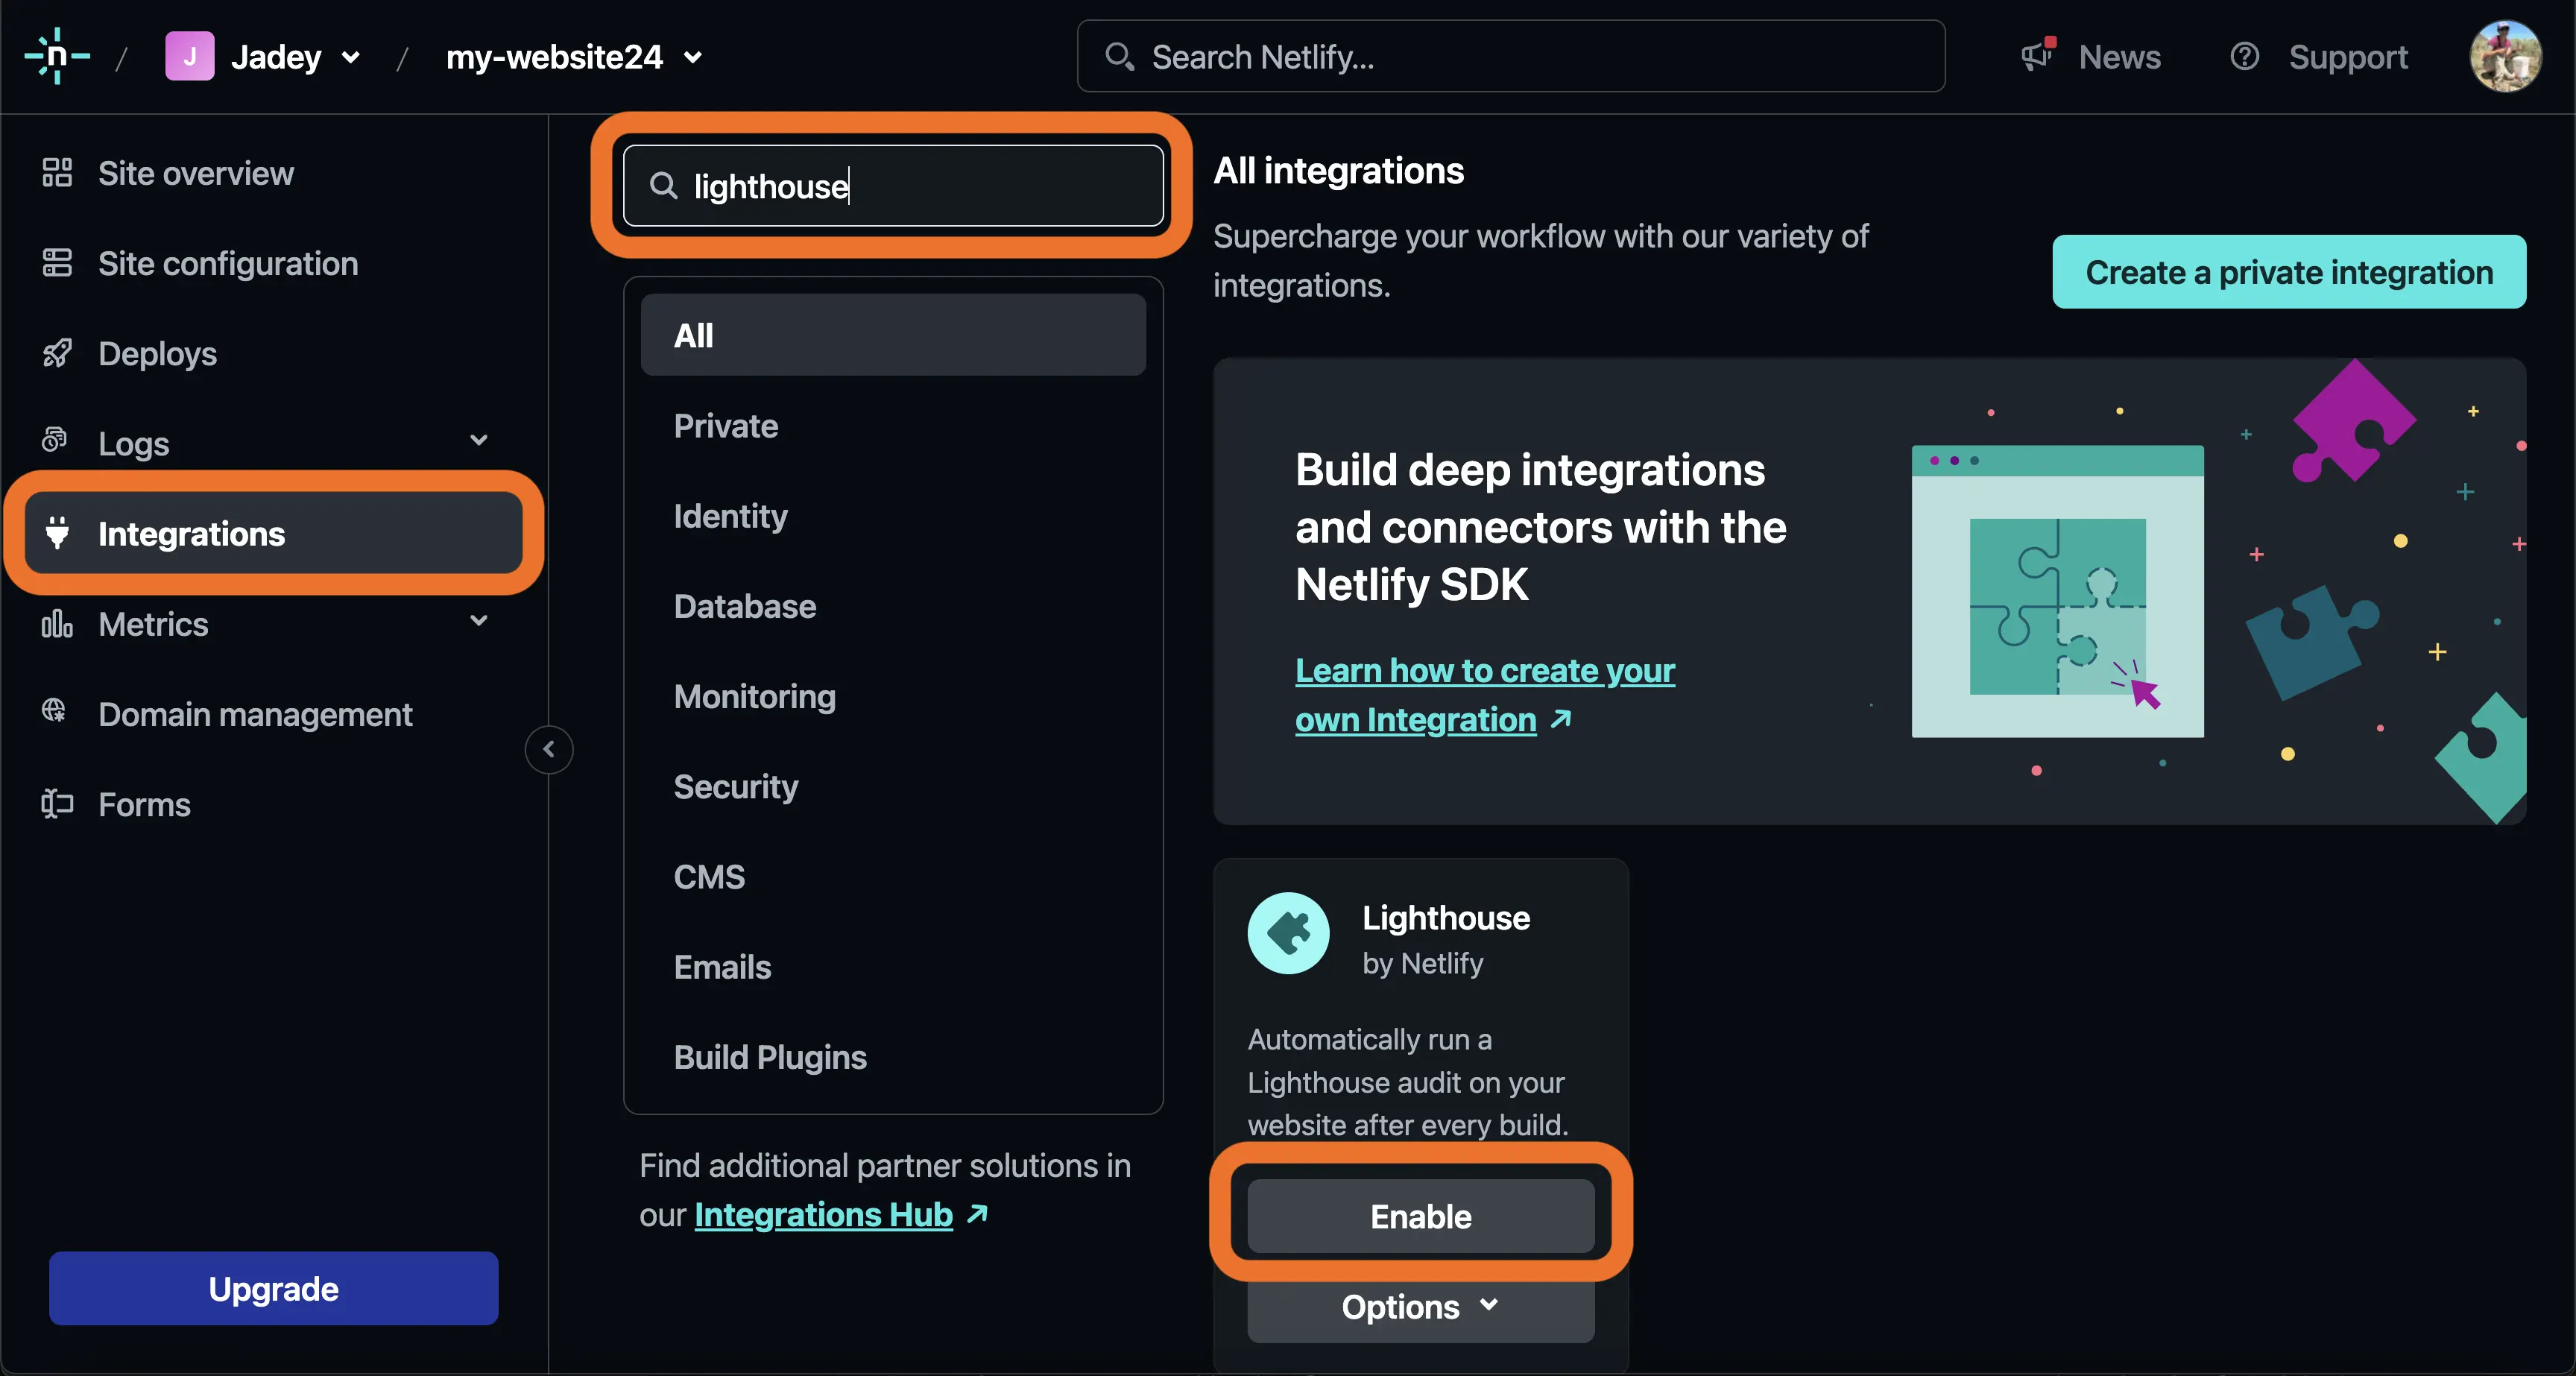 n / J Jadey / my-website24
Search Netlify...
News
Support
Site overview
Site configuration
Deploys
Logs
Integrations
Metrics
Domain management
Forms
Upgrade
lighthouse
All
Private
Identity
Database
Monitoring
Security
CMS
Emails
Build Plugins
Find additional partner solutions in
our Integrations Hub
All integrations
Supercharge your workflow with our variety of
integrations.
Create a private integration
Build deep integrations
and connectors with the
Netlify SDK
Learn how to create your
own Integration
Lighthouse
by Netlify
Automatically run a
Lighthouse audit on your
website after every build.
Enable
Options